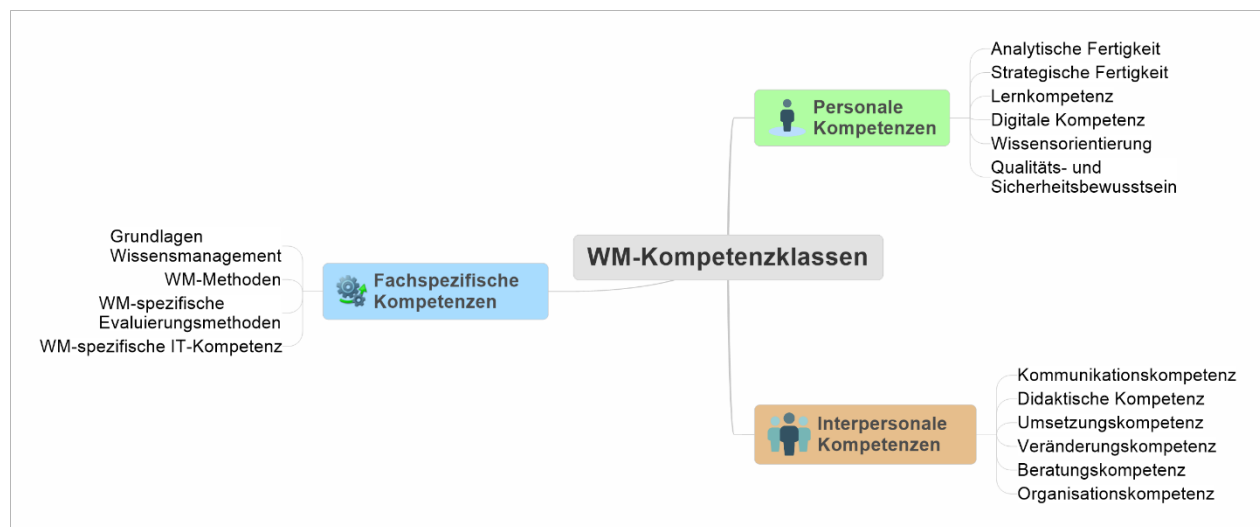 WM-Kompetenzklassen
Personale
Kompetenzen
Analytische Fertigkeit
Strategische Fertigkeit
Lernkompetenz
Digitale Kompetenz
Wissensorientierung
Qualitäts- und
Sicherheitsbewusstsein
Interpersonale
Kompetenzen
Kommunikationskompetenz
Didaktische Kompetenz
Umsetzungskompetenz
Veränderungskompetenz
Beratungskompetenz
Organisationskompetenz
Fachspezifische
Kompetenzen
Grundlagen
Wissensmanagement
WM-Methoden
WM-spezifische
Evaluierungsmethoden
WM-spezifische IT-Kompetenz